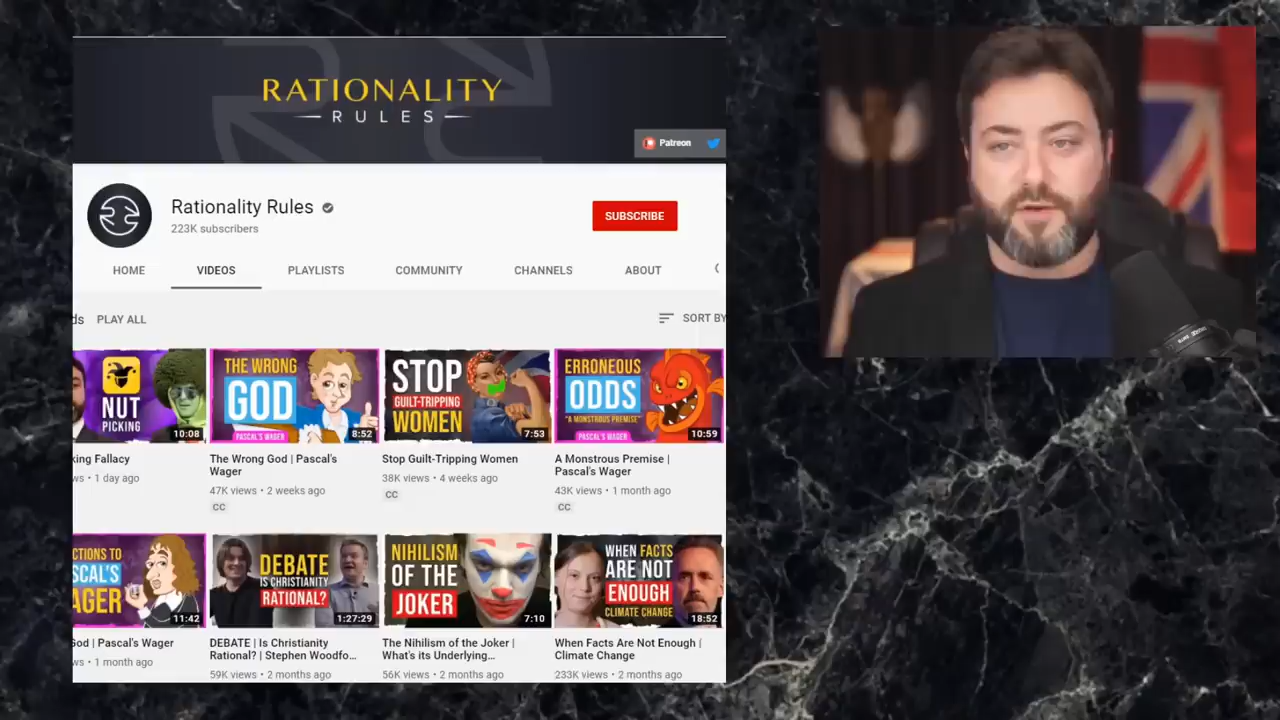 RATIONALITY
RULES
Patreon
Rationality Rules
223K subscribers
SUBSCRIBE
HOME VIDEOS PLAYLISTS COMMUNITY CHANNELS ABOUT
ds PLAY ALL SORT BY
NUT
PICKING
10:08
THE WRONG
GOD
PASCAL'S WAGER
8:52
STOP
GUILT-TRIPPING
WOMEN
7:53
ERRONEOUS
ODDS
"A MONSTROUS PREMISE"
PASCAL'S WAGER
10:59
king Fallacy
ws • 1 day ago
The Wrong God | Pascal's
Wager
47K views • 2 weeks ago
CC
Stop Guilt-Tripping Women
38K views • 4 weeks ago
CC
A Monstrous Premise |
Pascal's Wager
43K views • 1 month ago
CC
CTIONS TO
SCAL'S
AGER
11:42
DEBATE
IS CHRISTIANITY
RATIONAL?
1:27:29
NIHILISM
OF THE
JOKER
7:10
WHEN FACTS
ARE NOT
ENOUGH
CLIMATE CHANGE
18:52
God | Pascal's Wager
ws • 1 month ago
DEBATE | Is Christianity
Rational? | Stephen Woodfo...
59K views • 2 months ago
The Nihilism of the Joker |
What's its Underlying...
56K views • 2 months ago
When Facts Are Not Enough |
Climate Change
233K views • 2 months ago